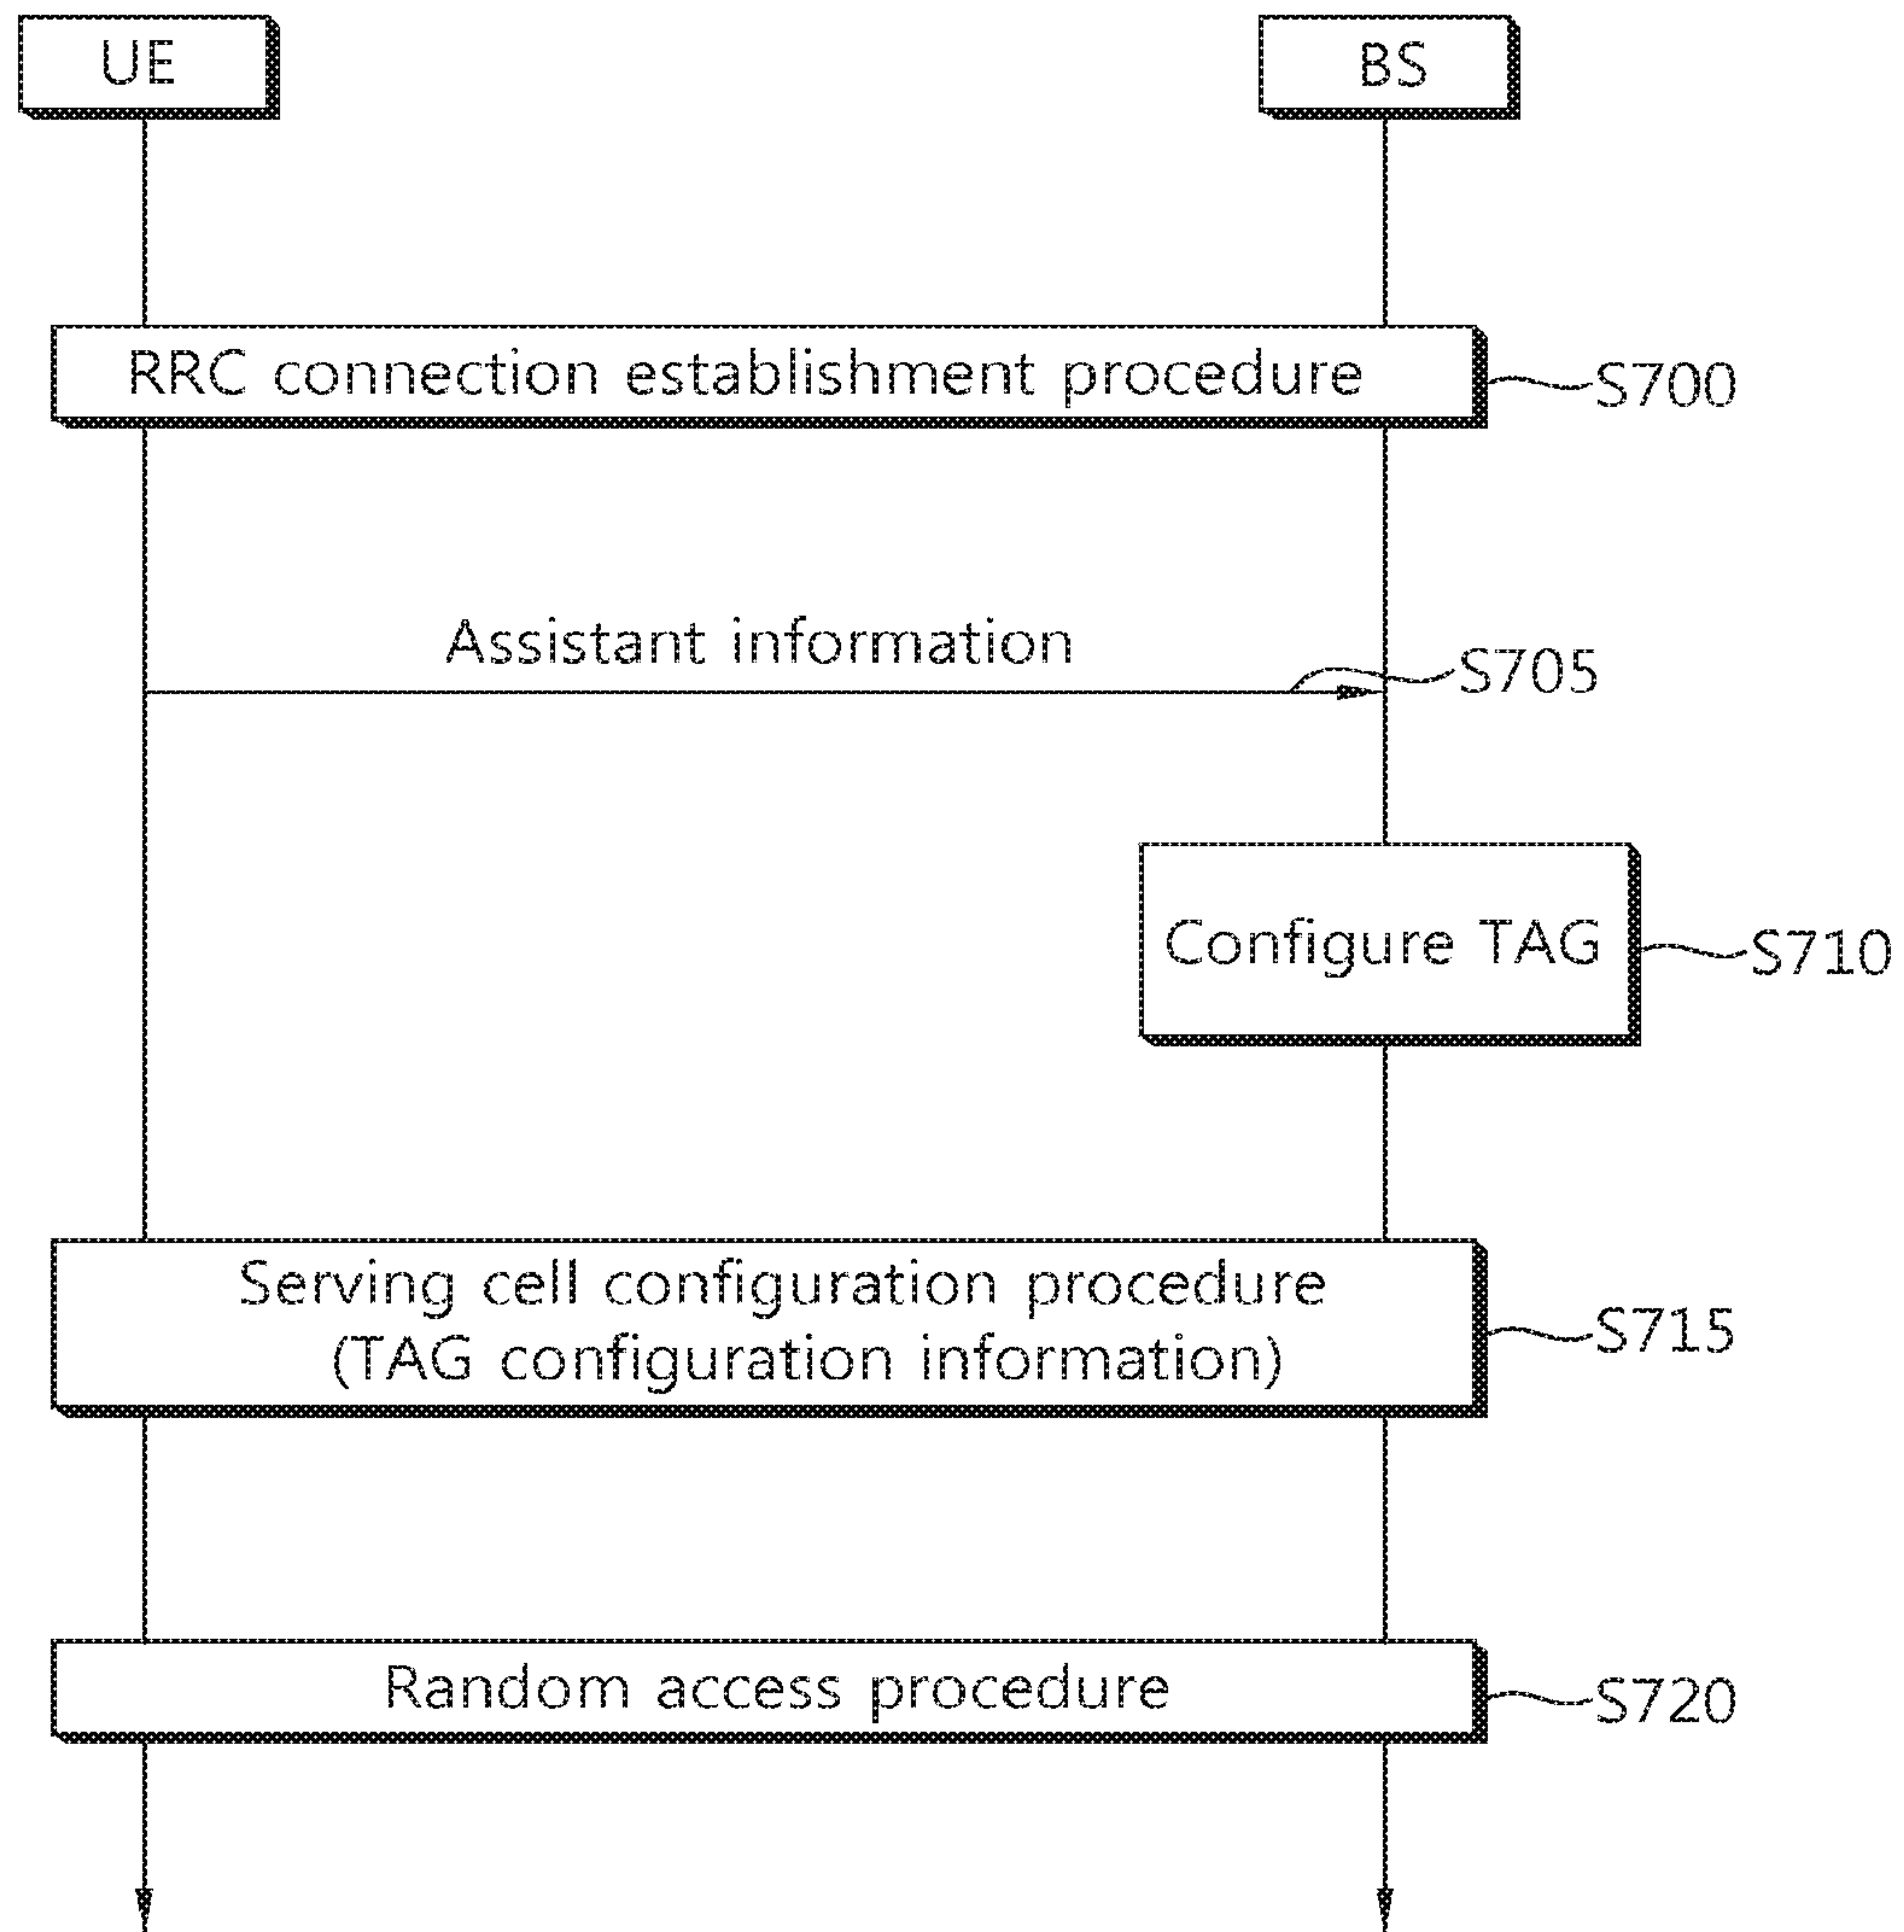 UE
BS
RRC connection establishment procedure
S700
Assistant information
S705
Configure TAG
S710
Serving cell configuration procedure
(TAG configuration information)
S715
Random access procedure
S720